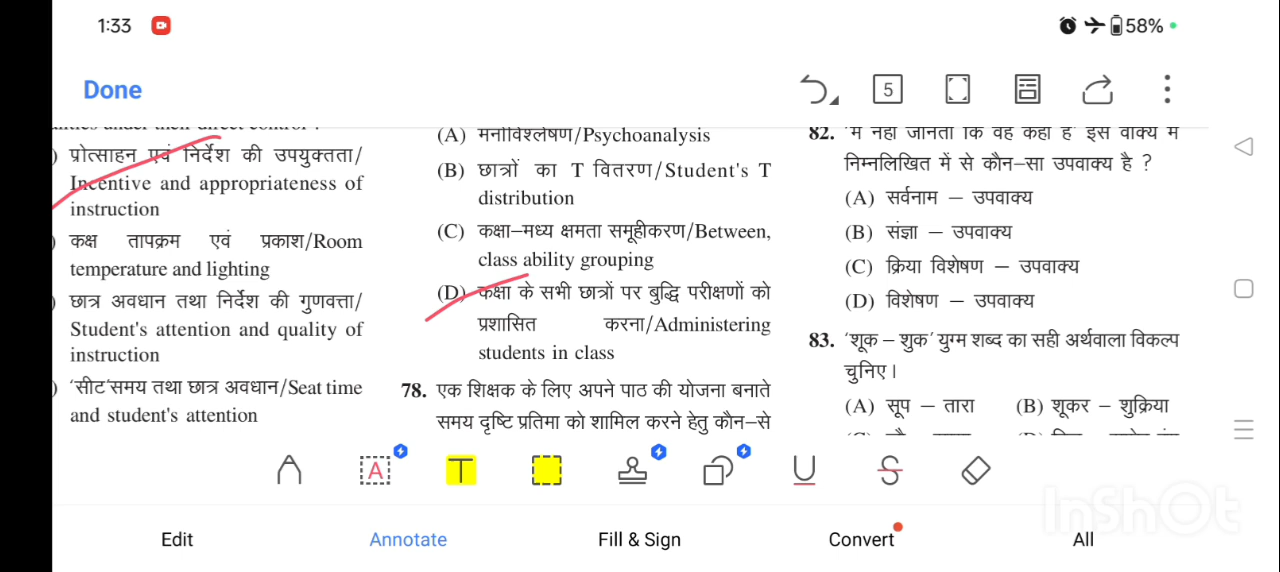 1:33
58%
Done
5
) प्रोत्साहन एवं निर्देश की उपयुक्तता/
Incentive and appropriateness of
instruction
) कक्ष तापक्रम एवं प्रकाश/Room
temperature and lighting
) छात्र अवधान तथा निर्देश की गुणवत्ता/
Student's attention and quality of
instruction
) 'सीट'समय तथा छात्र अवधान/Seat time
and student's attention
(A) मनोविश्लेषण/Psychoanalysis
(B) छात्रों का T वितरण/Student's T
distribution
(C) कक्षा–मध्य क्षमता समूहीकरण/Between,
class ability grouping
(D) कक्षा के सभी छात्रों पर बुद्धि परीक्षणों को
प्रशासित करना/Administering
students in class
78. एक शिक्षक के लिए अपने पाठ की योजना बनाते
समय दृष्टि प्रतिमा को शामिल करने हेतु कौन–से
82. 'मैं नहीं जानता कि वह कहाँ है' इस वाक्य में
निम्नलिखित में से कौन–सा उपवाक्य है ?
(A) सर्वनाम – उपवाक्य
(B) संज्ञा – उपवाक्य
(C) क्रिया विशेषण – उपवाक्य
(D) विशेषण – उपवाक्य
83. 'शूक – शुक' युग्म शब्द का सही अर्थवाला विकल्प
चुनिए।
(A) सूप – तारा (B) शूकर – शुक्रिया
A T
U S
Edit Annotate Fill & Sign Convert All
InShOt